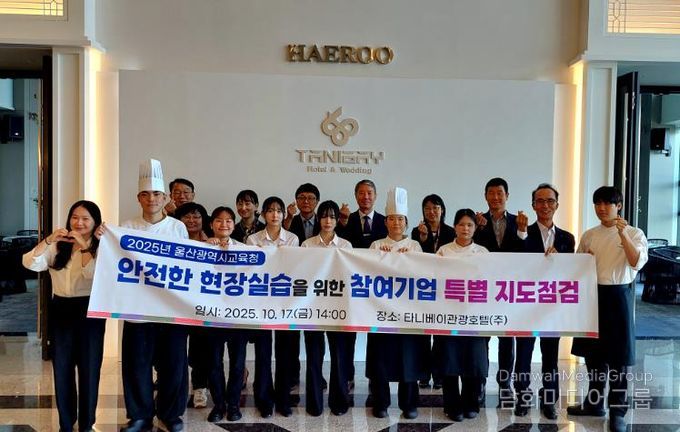 HAEROO
TANIBAY
Hotel & Wedding
2025년 울산광역시교육청
안전한 현장실습을 위한 참여기업 특별 지도점검
일시: 2025. 10. 17.(금) 14:00 장소: 타니베이관광호텔(주)
DamwahMediaGroup
담화미디어그룹